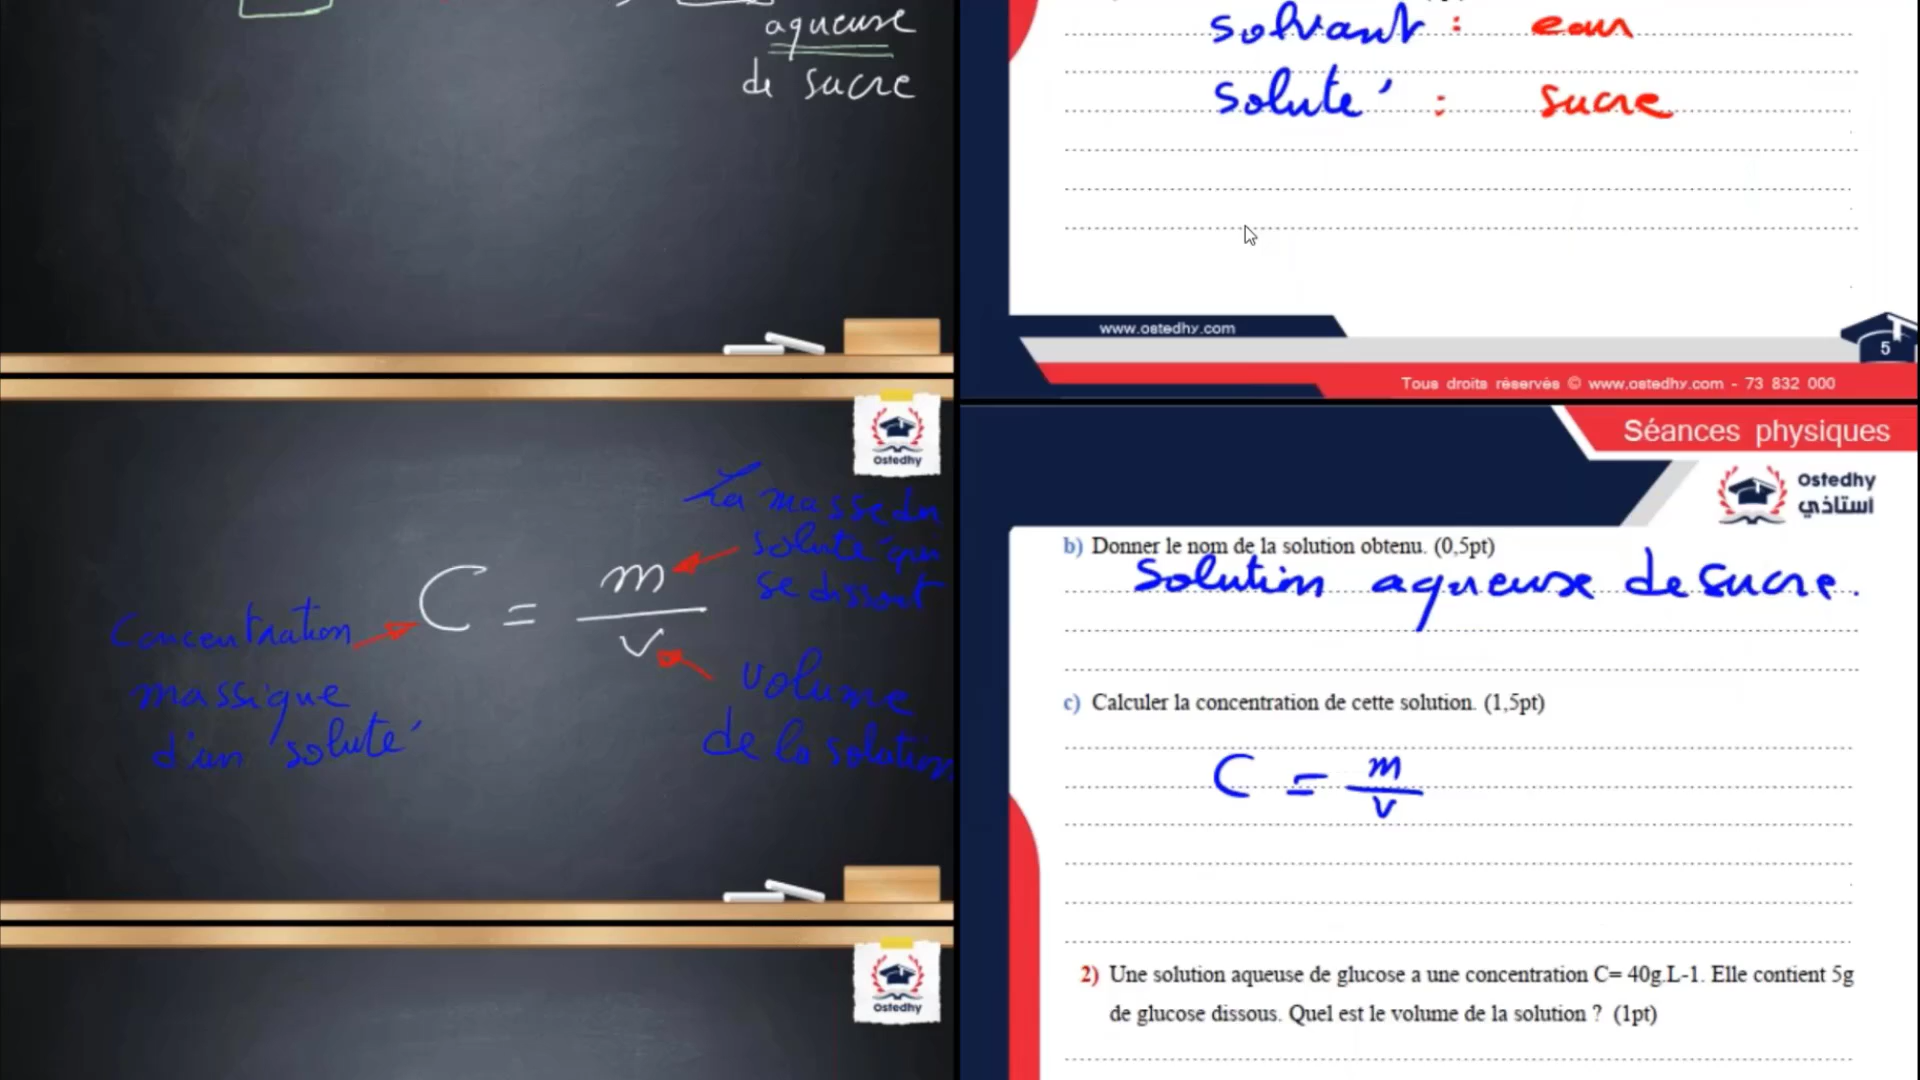 aqueuse
de sucre
Ostedhy
La masse du
soluté qui
se dissout
C = m
v
Concentration
massique
d'un soluté
volume
de la solution
Ostedhy
solvant : eau
soluté : sucre
www.ostedhy.com
5
Tous droits réservés © www.ostedhy.com - 73 832 000
Séances physiques
Ostedhy
أستاذي
b) Donner le nom de la solution obtenu. (0,5pt)
Solution aqueuse de sucre.
c) Calculer la concentration de cette solution. (1,5pt)
C = m
v
2) Une solution aqueuse de glucose a une concentration C= 40g.L-1. Elle contient 5g
de glucose dissous. Quel est le volume de la solution ? (1pt)